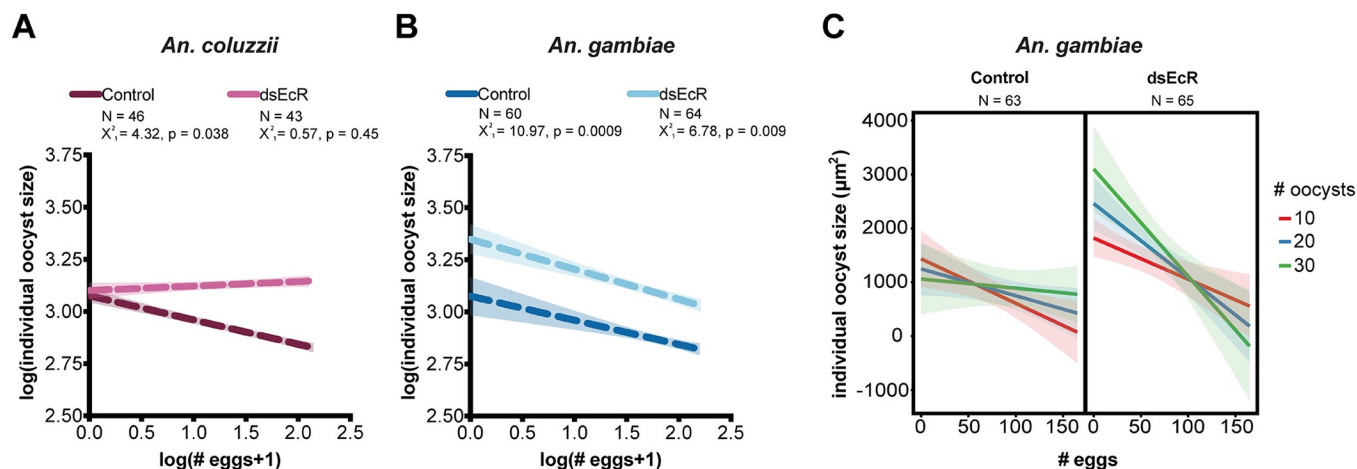 A
An. coluzzii
Control
N = 46
X²₁ = 4.32, p = 0.038
dsEcR
N = 43
X²₁ = 0.57, p = 0.45
log(individual oocyst size)
3.75
3.50
3.25
3.00
2.75
2.50
0.0 0.5 1.0 1.5 2.0 2.5
log(# eggs+1)
B
An. gambiae
Control
N = 60
X²₁ = 10.97, p = 0.0009
dsEcR
N = 64
X²₁ = 6.78, p = 0.009
log(individual oocyst size)
3.75
3.50
3.25
3.00
2.75
2.50
0.0 0.5 1.0 1.5 2.0 2.5
log(# eggs+1)
C
An. gambiae
Control
N = 63
dsEcR
N = 65
individual oocyst size (µm²)
4000
3000
2000
1000
0
-1000
0 50 100 150 0 50 100 150
# eggs
# oocysts
10
20
30